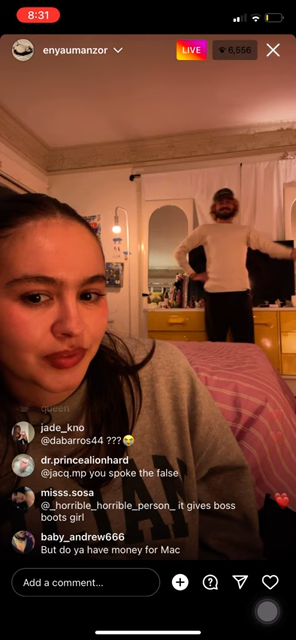 8:31
enyaumanzor
LIVE
6,556
queen
jade_kno
@dabarros44 ???😭
dr.princealionhard
@jacq.mp you spoke the false
misss.sosa
@_horrible_horrible_person_ it gives boss
boots girl
baby_andrew666
But do ya have money for Mac
Add a comment…